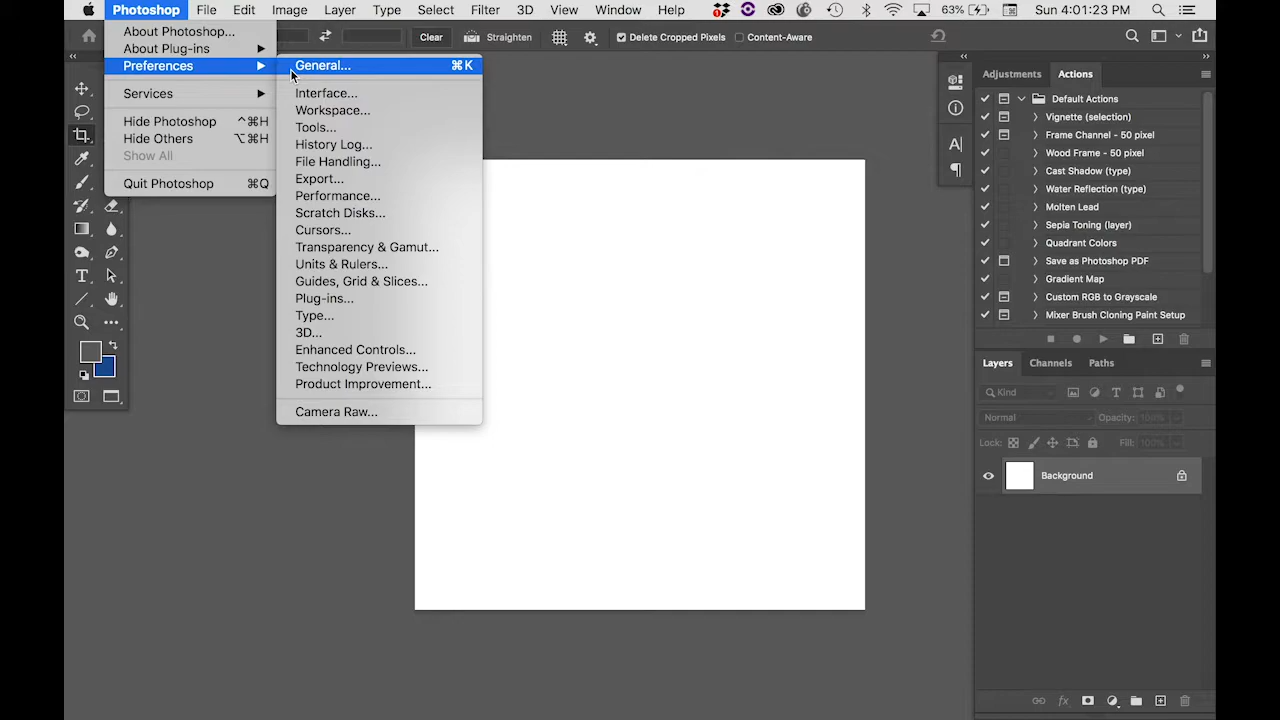 Photoshop File Edit Image Layer Type Select Filter 3D View Window Help 63% Sun 4:01:23 PM
Clear Straighten Delete Cropped Pixels Content-Aware
About Photoshop...
About Plug-ins
Preferences
Services
Hide Photoshop ^⌘H
Hide Others ⌥⌘H
Show All
Quit Photoshop ⌘Q
General... ⌘K
Interface...
Workspace...
Tools...
History Log...
File Handling...
Export...
Performance...
Scratch Disks...
Cursors...
Transparency & Gamut...
Units & Rulers...
Guides, Grid & Slices...
Plug-ins...
Type...
3D...
Enhanced Controls...
Technology Previews...
Product Improvement...
Camera Raw...
Adjustments Actions
Default Actions
Vignette (selection)
Frame Channel - 50 pixel
Wood Frame - 50 pixel
Cast Shadow (type)
Water Reflection (type)
Molten Lead
Sepia Toning (layer)
Quadrant Colors
Save as Photoshop PDF
Gradient Map
Custom RGB to Grayscale
Mixer Brush Cloning Paint Setup
Layers Channels Paths
Kind
Normal Opacity: 100%
Lock: Fill: 100%
Background
fx